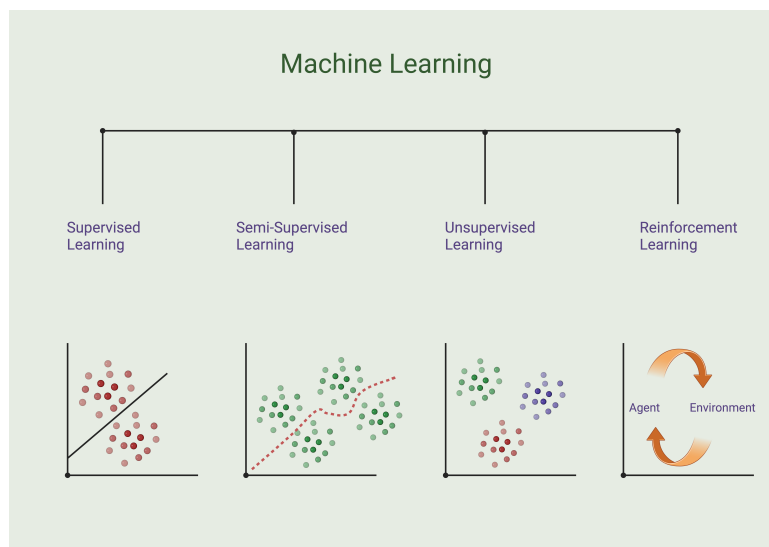 Machine Learning
Supervised
Learning
Semi-Supervised
Learning
Unsupervised
Learning
Reinforcement
Learning
Agent
Environment